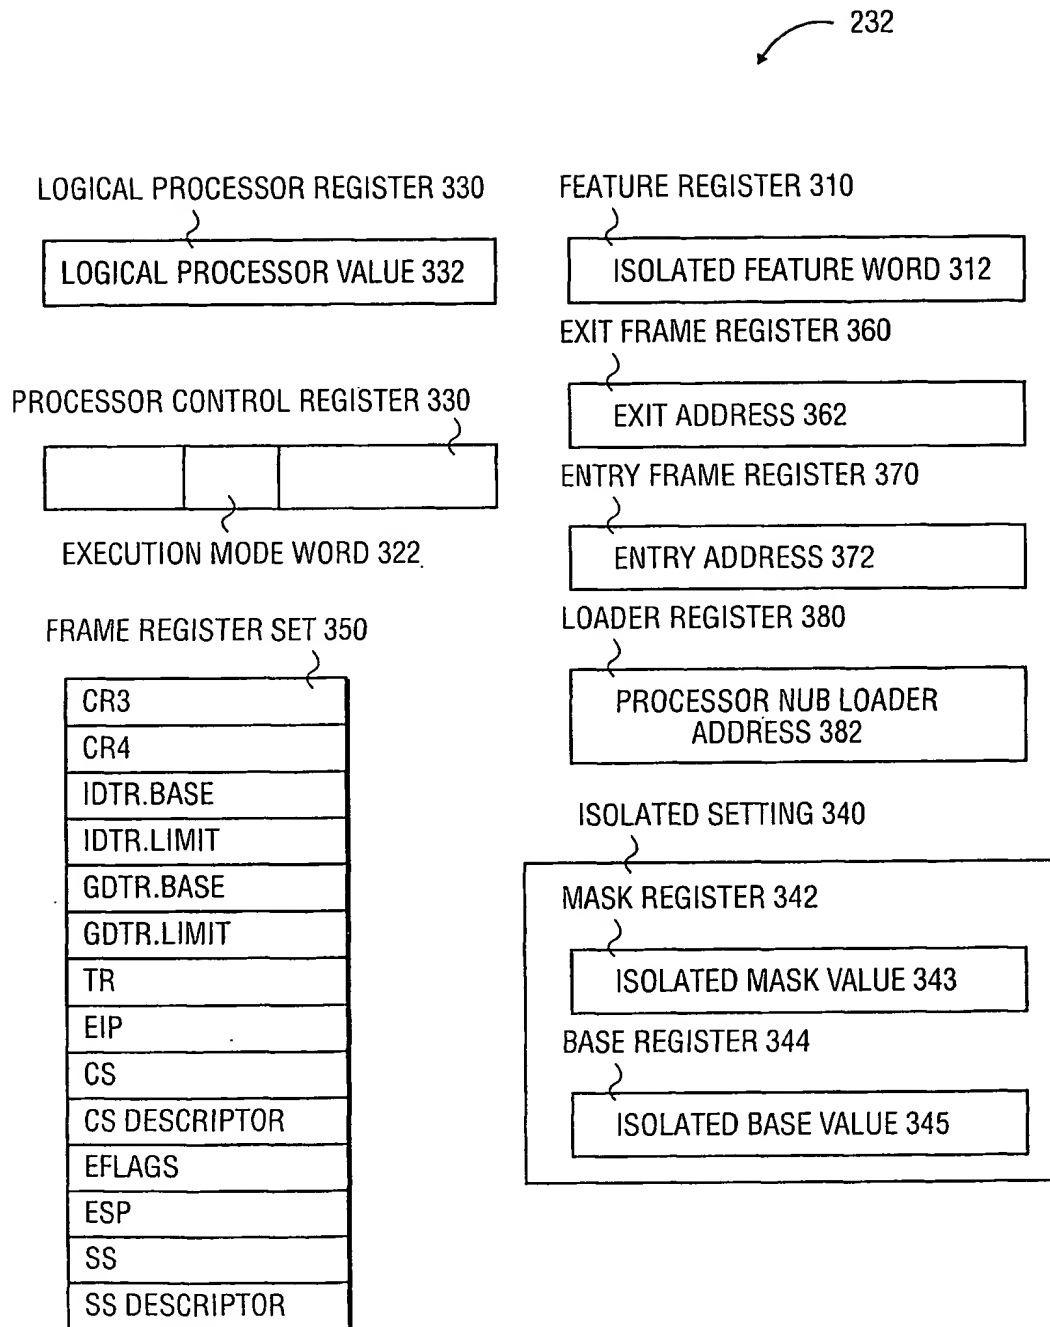 232
LOGICAL PROCESSOR REGISTER 330
LOGICAL PROCESSOR VALUE 332
PROCESSOR CONTROL REGISTER 330
EXECUTION MODE WORD 322
FRAME REGISTER SET 350
CR3
CR4
IDTR.BASE
IDTR.LIMIT
GDTR.BASE
GDTR.LIMIT
TR
EIP
CS
CS DESCRIPTOR
EFLAGS
ESP
SS
SS DESCRIPTOR
FEATURE REGISTER 310
ISOLATED FEATURE WORD 312
EXIT FRAME REGISTER 360
EXIT ADDRESS 362
ENTRY FRAME REGISTER 370
ENTRY ADDRESS 372
LOADER REGISTER 380
PROCESSOR NUB LOADER
ADDRESS 382
ISOLATED SETTING 340
MASK REGISTER 342
ISOLATED MASK VALUE 343
BASE REGISTER 344
ISOLATED BASE VALUE 345